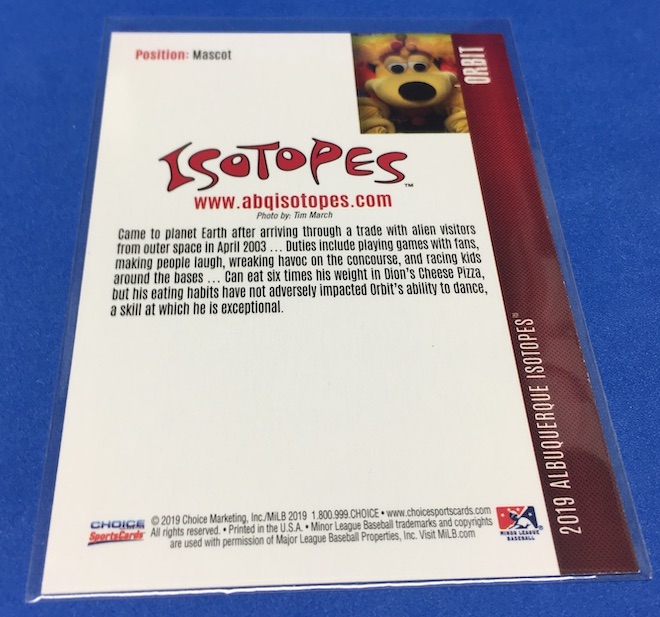 Position: Mascot
ORBIT
ISOTOPES™
www.abqisotopes.com
Photo by: Tim March
Came to planet Earth after arriving through a trade with alien visitors
from outer space in April 2003 ... Duties include playing games with fans,
making people laugh, wreaking havoc on the concourse, and racing kids
around the bases ... Can eat six times his weight in Dion's Cheese Pizza,
but his eating habits have not adversely impacted Orbit's ability to dance,
a skill at which he is exceptional.
2019 ALBUQUERQUE ISOTOPES®
CHOICE
SportsCards
© 2019 Choice Marketing, Inc./MiLB 2019 1.800.999.CHOICE • www.choicesportscards.com
All rights reserved. • Printed in the U.S.A. • Minor League Baseball trademarks and copyrights
are used with permission of Major League Baseball Properties, Inc. Visit MiLB.com
MINOR LEAGUE
BASEBALL